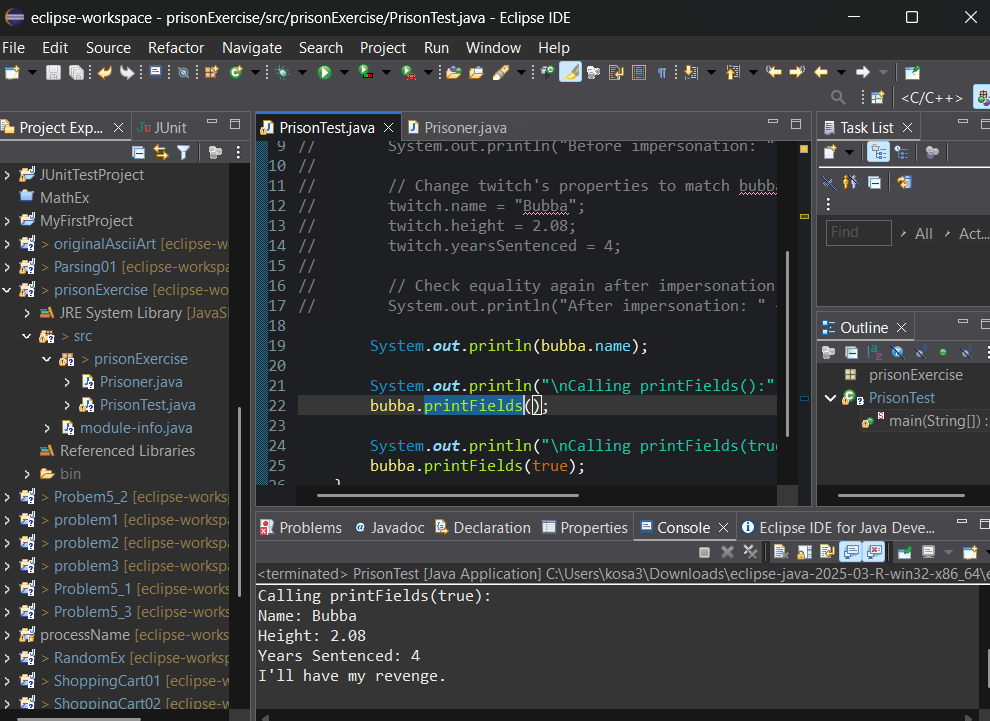 eclipse-workspace - prisonExercise/src/prisonExercise/PrisonTest.java - Eclipse IDE
File Edit Source Refactor Navigate Search Project Run Window Help
<C/C++>
Project Exp...
JUnit
JUnitTestProject
MathEx
MyFirstProject
> originalAsciiArt [eclipse-w
> Parsing01 [eclipse-workspa
> prisonExercise [eclipse-wo
JRE System Library [JavaS
> src
> prisonExercise
Prisoner.java
PrisonTest.java
> module-info.java
Referenced Libraries
> bin
> Probem5_2 [eclipse-works
> problem1 [eclipse-workspa
> problem2 [eclipse-workspa
> problem3 [eclipse-workspa
> Problem5_1 [eclipse-works
> Problem5_3 [eclipse-works
processName [eclipse-works
> RandomEx [eclipse-worksp
> ShoppingCart01 [eclipse-w
> ShoppingCart02 [eclipse-w
PrisonTest.java
Prisoner.java
9 // System.out.println("Before impersonation: "
10 //
11 // // Change twitch's properties to match bubba
12 // twitch.name = "Bubba";
13 // twitch.height = 2.08;
14 // twitch.yearsSentenced = 4;
15 //
16 // // Check equality again after impersonation
17 // System.out.println("After impersonation: "
18
19 System.out.println(bubba.name);
20
21 System.out.println("\nCalling printFields():"
22 bubba.printFields();
23
24 System.out.println("\nCalling printFields(true
25 bubba.printFields(true);
26 }
Task List
Find
All
Act...
Outline
prisonExercise
PrisonTest
main(String[]) :
Problems
Javadoc
Declaration
Properties
Console
Eclipse IDE for Java Deve...
<terminated> PrisonTest [Java Application] C:\Users\kosa3\Downloads\eclipse-java-2025-03-R-win32-x86_64\e
Calling printFields(true):
Name: Bubba
Height: 2.08
Years Sentenced: 4
I'll have my revenge.